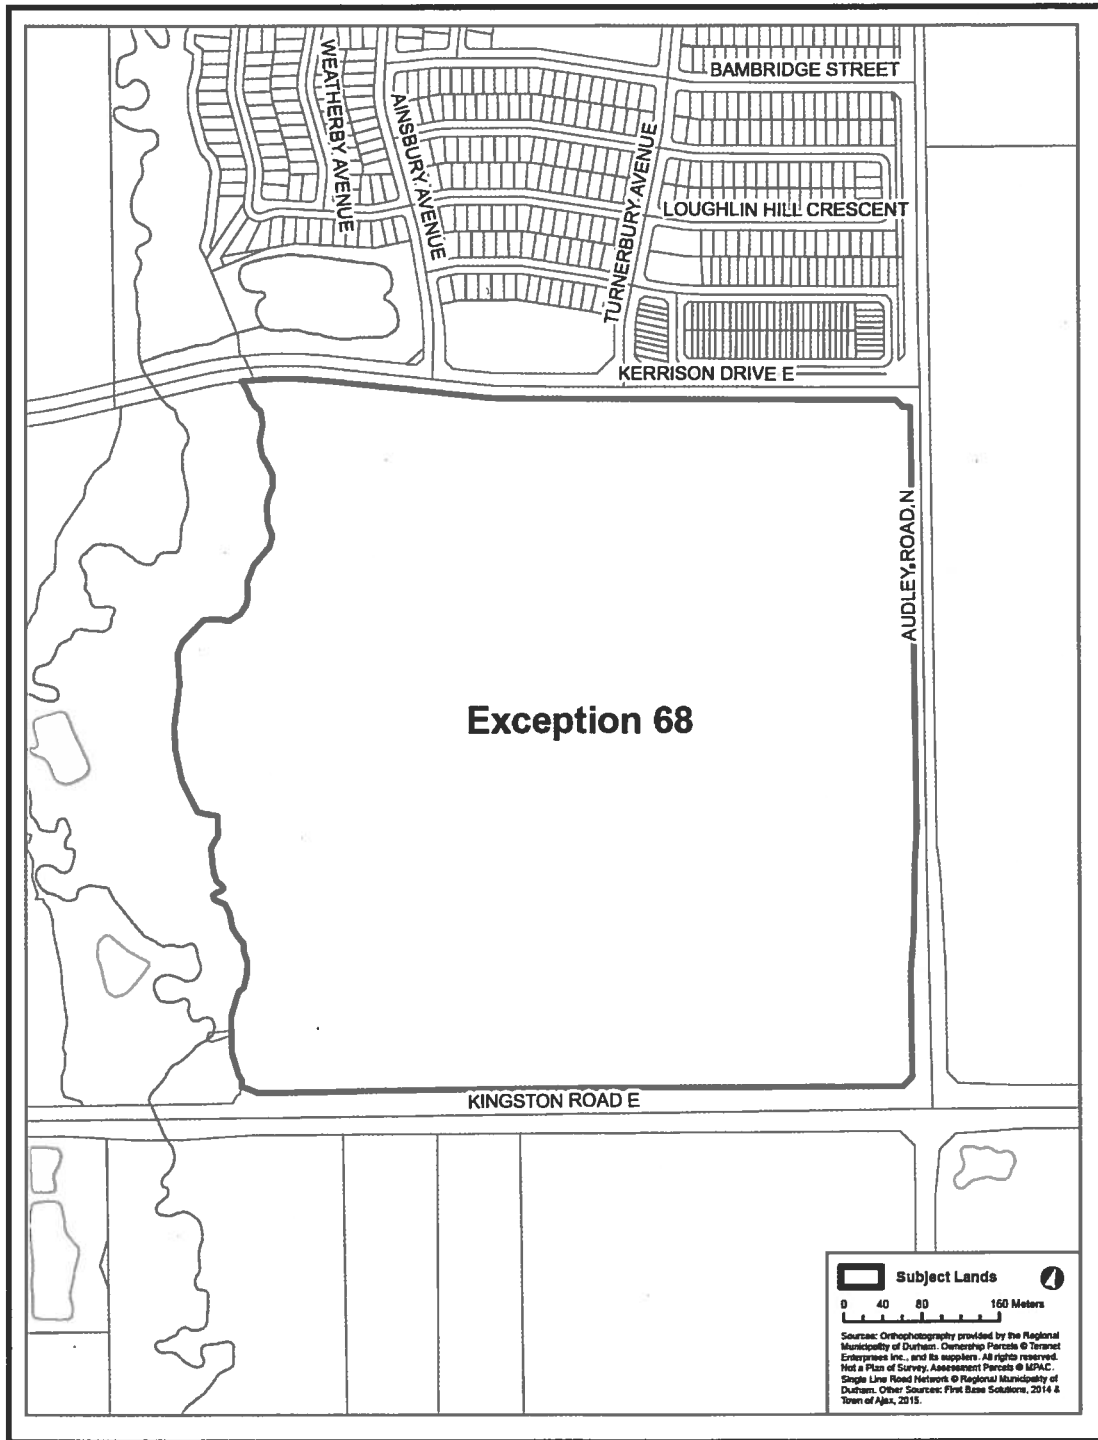 BAMBRIDGE STREET
WEATHERBY AVENUE
AINSBURY AVENUE
TURNERBURY AVENUE
LOUGHLIN HILL CRESCENT
KERRISON DRIVE E
AUDLEY ROAD N
Exception 68
KINGSTON ROAD E
Subject Lands
0 40 80 160 Meters
Sources: Orthophotography provided by the Regional
Municipality of Durham. Ownership Parcels © Teranet
Enterprises Inc., and its suppliers. All rights reserved.
Not a Plan of Survey. Assessment Parcels © MPAC.
Single Line Road Network © Regional Municipality of
Durham. Other Sources: First Base Solutions, 2014 &
Town of Ajax, 2015.